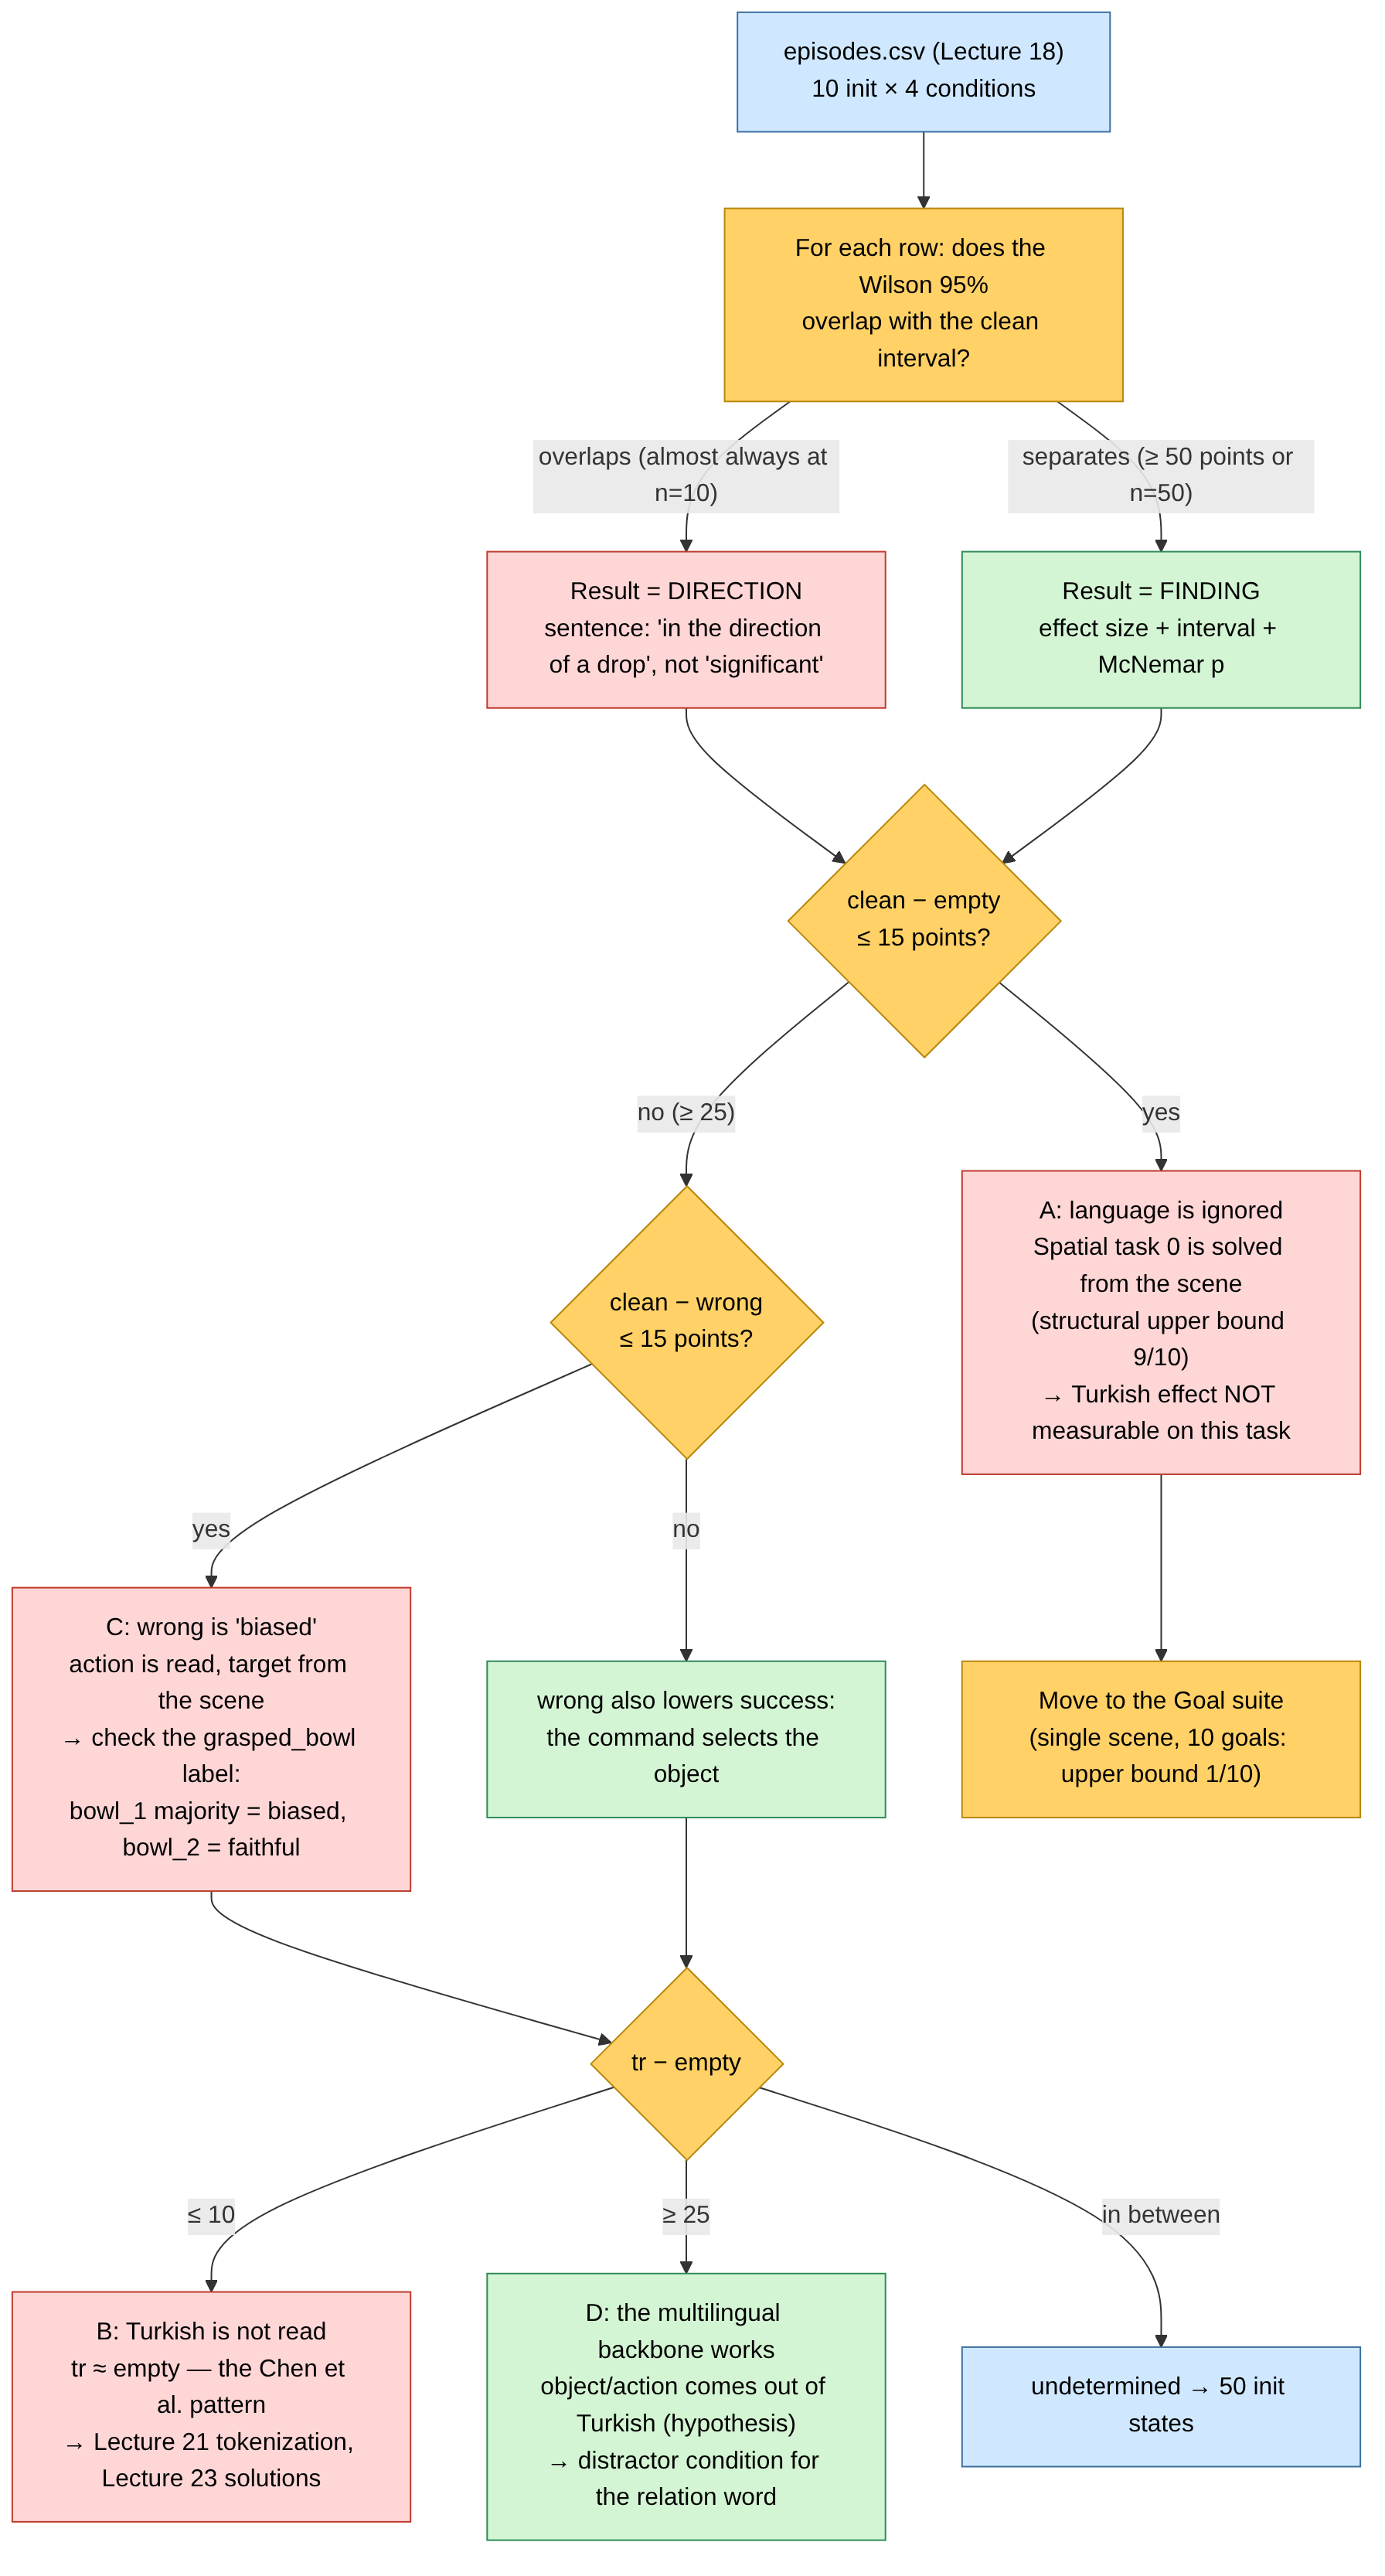 episodes.csv (Lecture 18)
10 init × 4 conditions
For each row: does the
Wilson 95%
overlap with the clean
interval?
overlaps (almost always at
n=10)
separates (≥ 50 points or
n=50)
Result = DIRECTION
sentence: 'in the direction
of a drop', not 'significant'
Result = FINDING
effect size + interval +
McNemar p
clean − empty
≤ 15 points?
no (≥ 25)
yes
clean − wrong
≤ 15 points?
A: language is ignored
Spatial task 0 is solved
from the scene
(structural upper bound
9/10)
→ Turkish effect NOT
measurable on this task
yes
no
C: wrong is 'biased'
action is read, target from
the scene
→ check the grasped_bowl
label:
bowl_1 majority = biased,
bowl_2 = faithful
wrong also lowers success:
the command selects the
object
Move to the Goal suite
(single scene, 10 goals:
upper bound 1/10)
tr − empty
≤ 10
≥ 25
in between
B: Turkish is not read
tr ≈ empty — the Chen et
al. pattern
→ Lecture 21 tokenization,
Lecture 23 solutions
D: the multilingual
backbone works
object/action comes out of
Turkish (hypothesis)
→ distractor condition for
the relation word
undetermined → 50 init
states